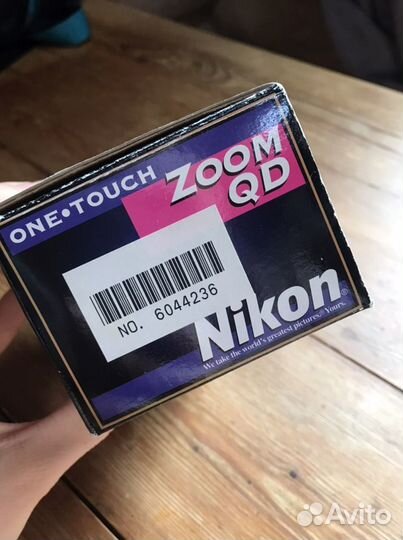 ONE•TOUCH
ZOOM
QD
NO. 6044236
Nikon®
We take the world's greatest pictures.® Yours.
Avito